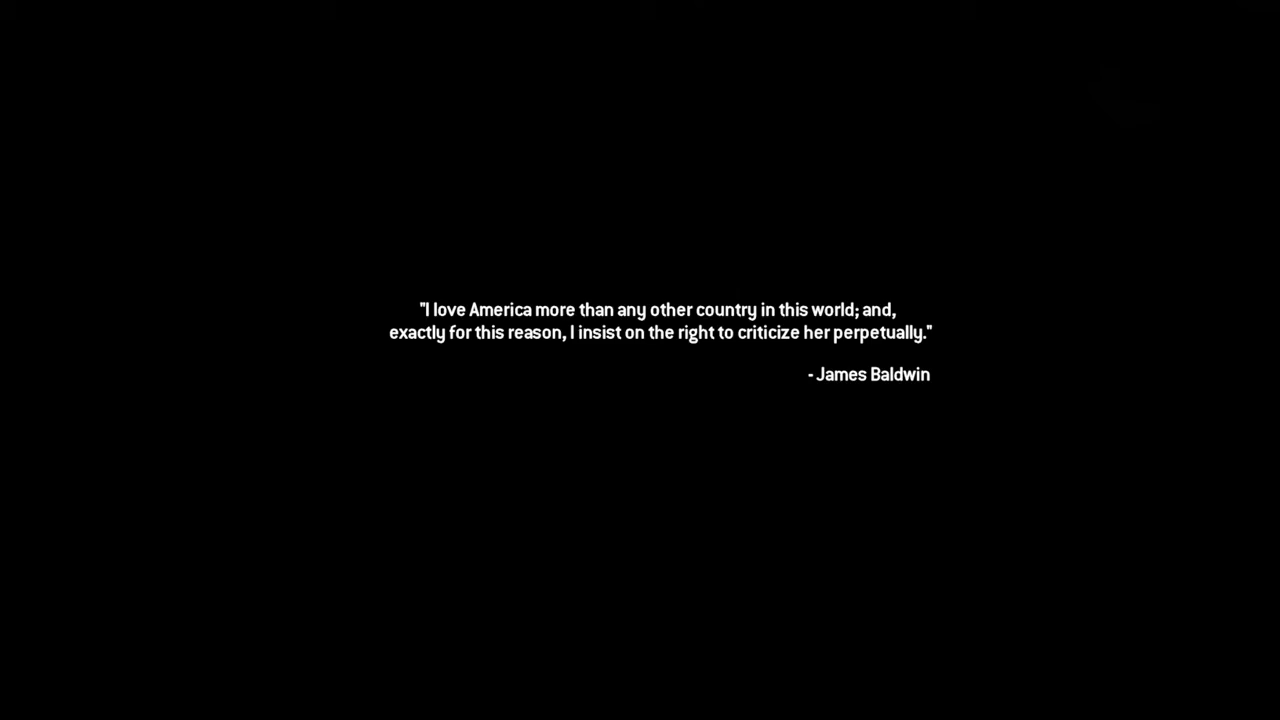 "I love America more than any other country in this world; and,
exactly for this reason, I insist on the right to criticize her perpetually."
- James Baldwin